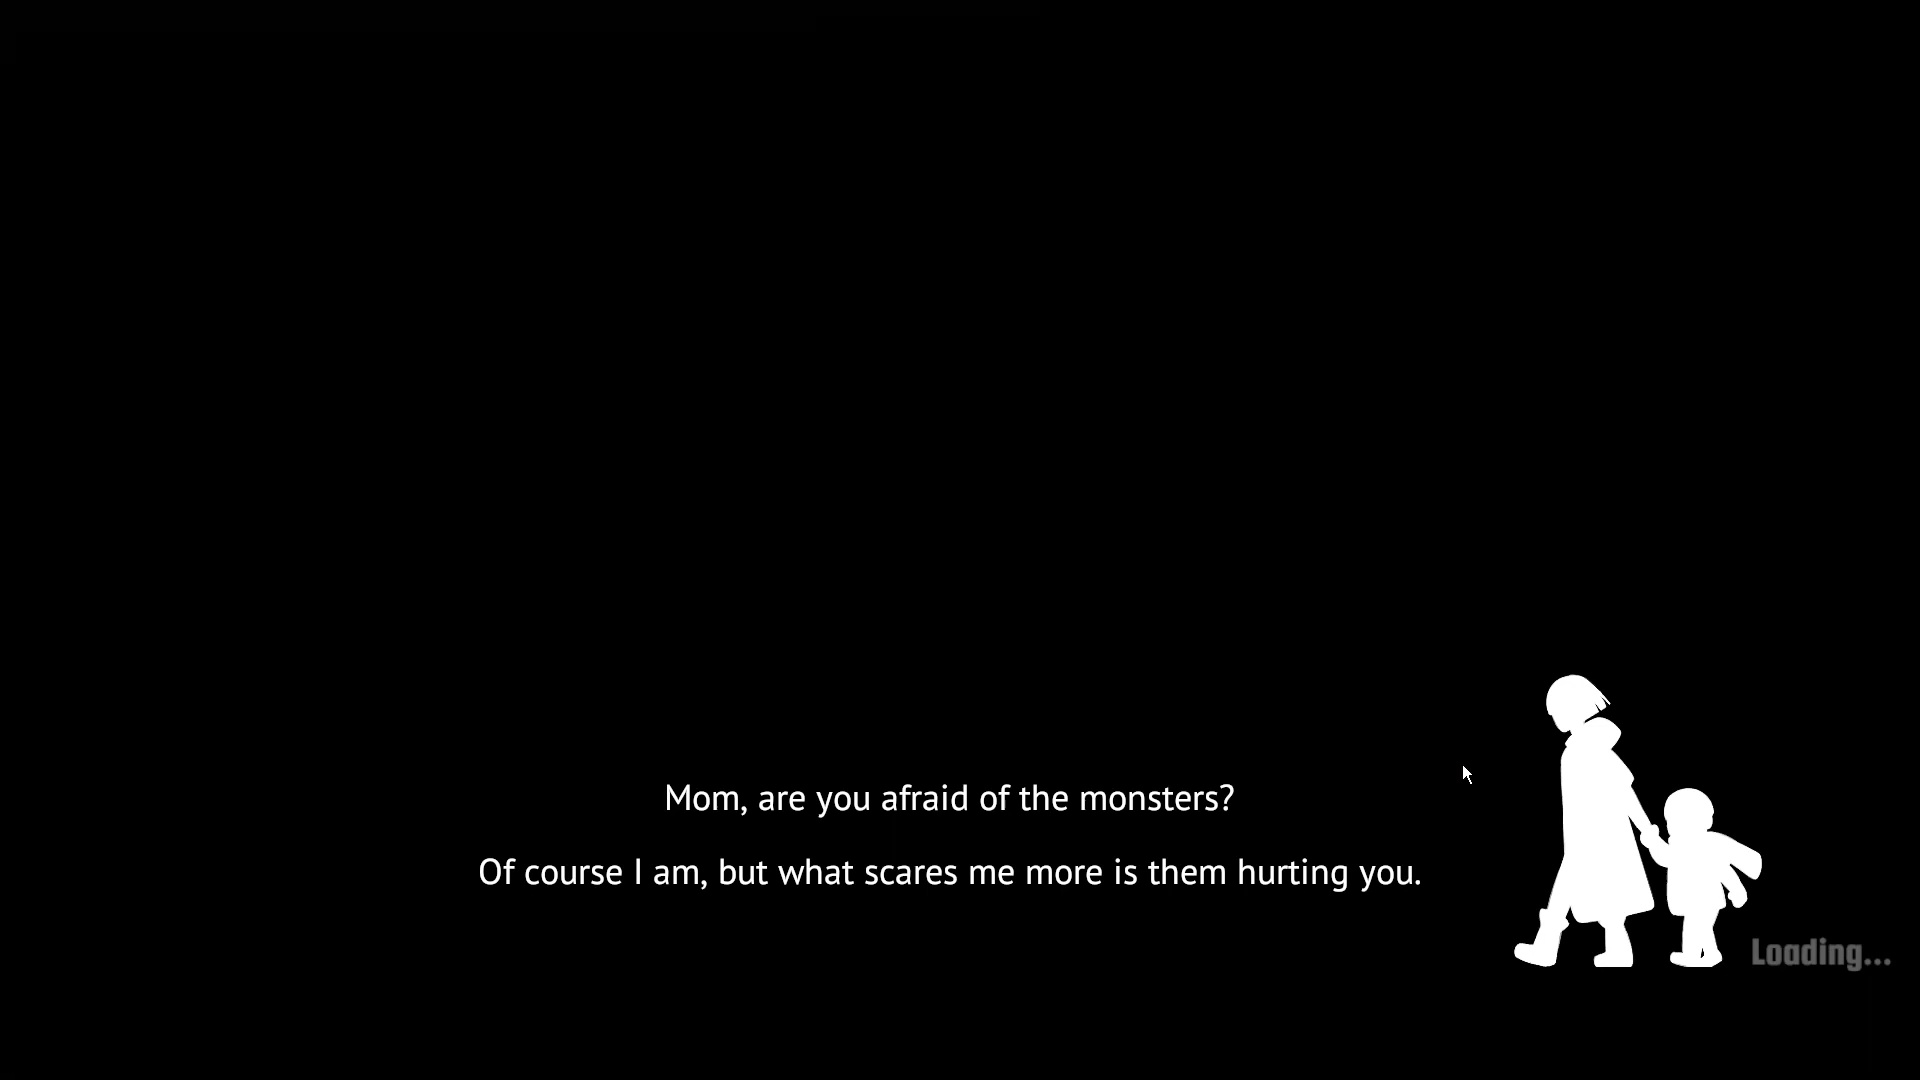 Mom, are you afraid of the monsters?
Of course I am, but what scares me more is them hurting you.
Loading...